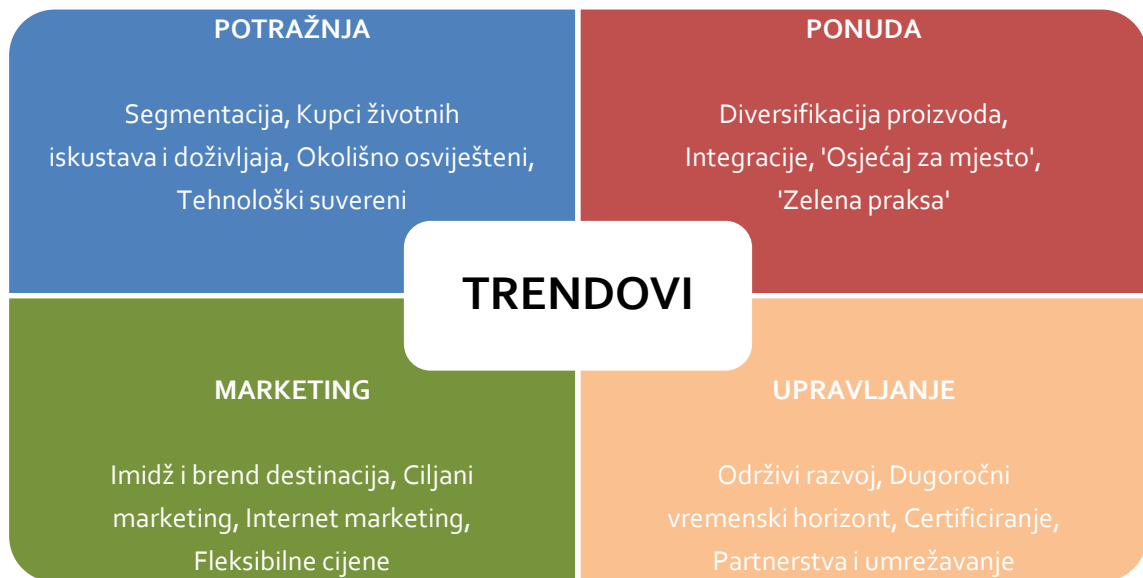 POTRAŽNJA
Segmentacija, Kupci životnih
iskustava i doživljaja, Okolišno osviješteni,
Tehnološki suvereni
PONUDA
Diversifikacija proizvoda,
Integracije, 'Osjećaj za mjesto',
'Zelena praksa'
TRENDOVI
MARKETING
Imidž i brend destinacija, Ciljani
marketing, Internet marketing,
Fleksibilne cijene
UPRAVLJANJE
Održivi razvoj, Dugoročni
vremenski horizont, Certificiranje,
Partnerstva i umrežavanje